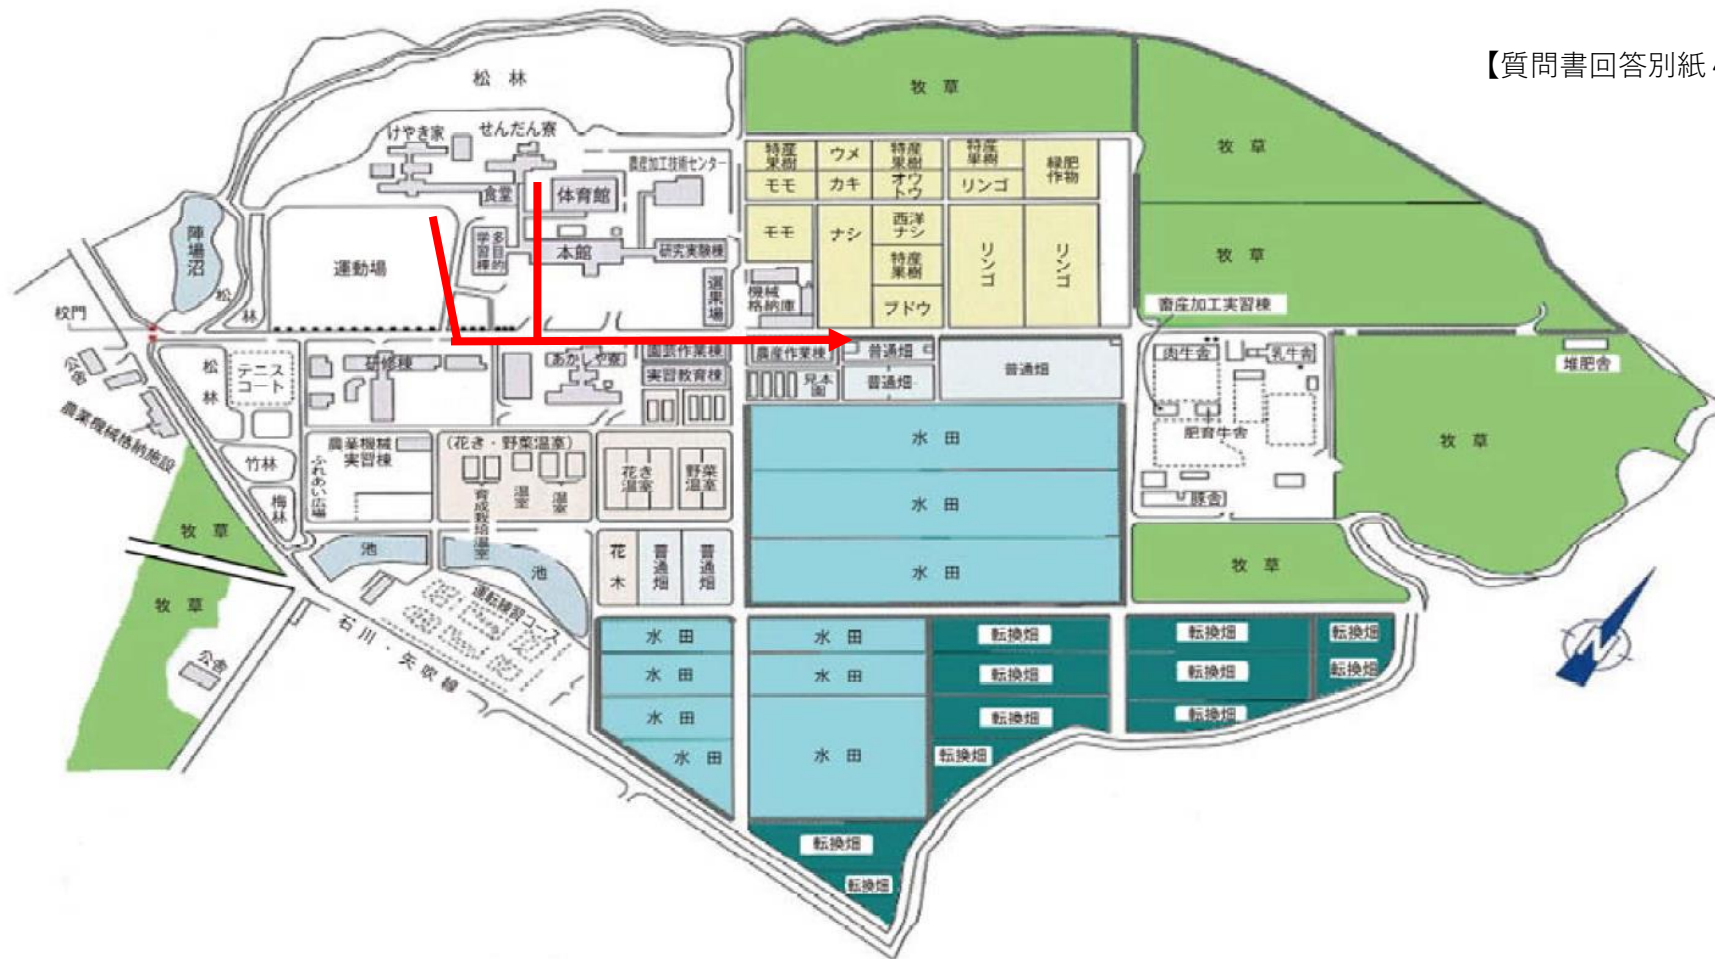 【質問書回答別紙
松 林
牧 草
けやき家
せんだん寮
農産加工技術センター
食堂
体育館
特産果樹
ウメ
特産果樹
特産果樹
緑肥作物
牧 草
モモ
カキ
オウトウ
リンゴ
陣場沼
運動場
多目的学習棟
本館
研究実験棟
モモ
ナシ
西洋ナシ
リンゴ
リンゴ
牧 草
特産果樹
選果場
機械格納庫
ブドウ
松林
校門
畜産加工実習棟
公舎
松林
テニスコート
研修棟
あかしや寮
園芸作業棟
農産作業棟
普通畑
普通畑
肉牛舎
乳牛舎
堆肥舎
実習教育棟
見本園
普通畑
農業機械格納施設
肥育牛舎
牧 草
水 田
農業機械実習棟
(花き・野菜温室)
竹林
ふれあい広場
花き温室
野菜温室
温室
温室
育成栽培温室
梅林
水 田
豚舎
牧 草
池
池
花木
普通畑
普通畑
水 田
牧 草
牧 草
運転練習コース
石川・矢吹線
公舎
水 田
水 田
転換畑
転換畑
転換畑
水 田
水 田
転換畑
転換畑
転換畑
水 田
転換畑
転換畑
水 田
水 田
転換畑
転換畑
転換畑
N